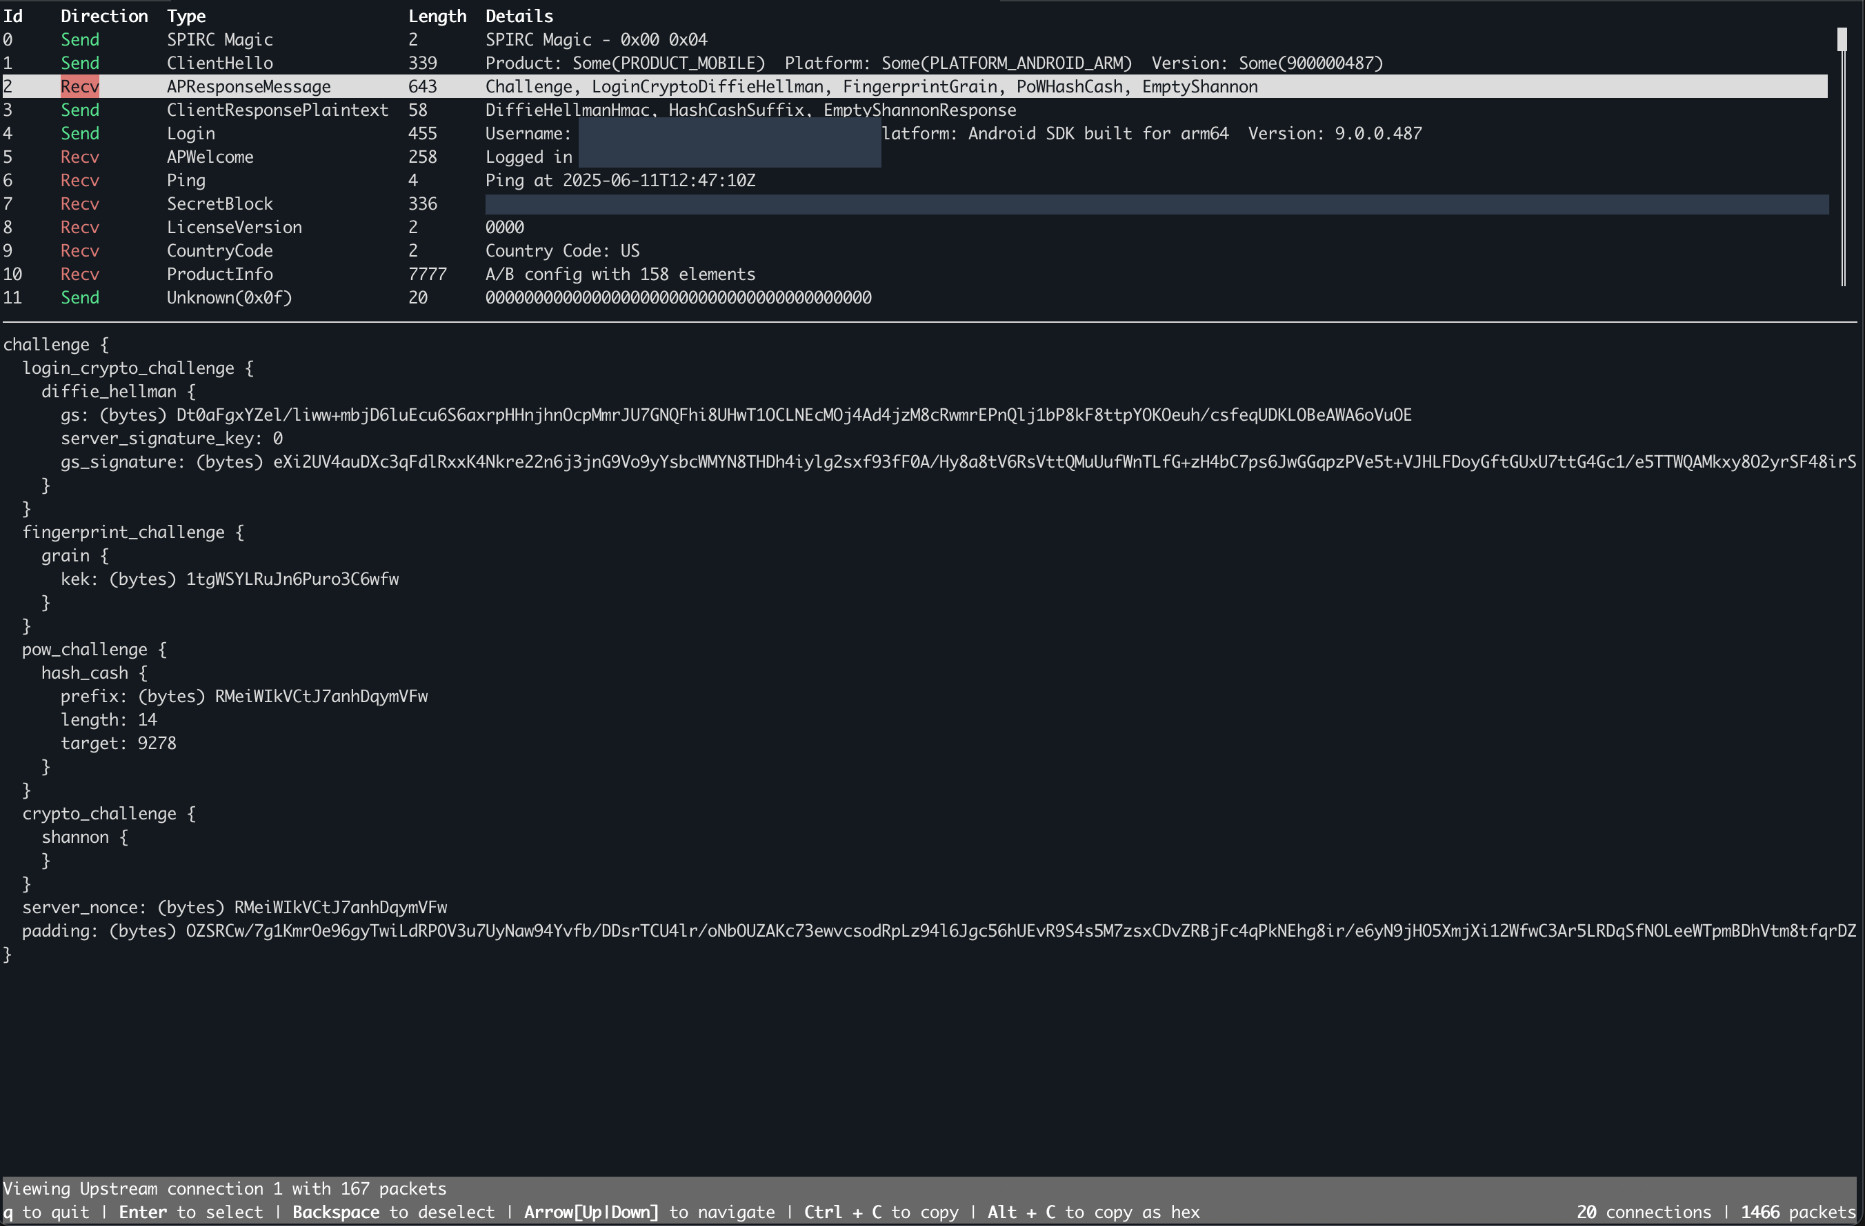 Id Direction Type Length Details
0 Send SPIRC Magic 2 SPIRC Magic - 0x00 0x04
1 Send ClientHello 339 Product: Some(PRODUCT_MOBILE) Platform: Some(PLATFORM_ANDROID_ARM) Version: Some(900000487)
2 Recv APResponseMessage 643 Challenge, LoginCryptoDiffieHellman, FingerprintGrain, PoWHashCash, EmptyShannon
3 Send ClientResponsePlaintext 58 DiffieHellmanHmac, HashCashSuffix, EmptyShannonResponse
4 Send Login 455 Username: latform: Android SDK built for arm64 Version: 9.0.0.487
5 Recv APWelcome 258 Logged in
6 Recv Ping 4 Ping at 2025-06-11T12:47:10Z
7 Recv SecretBlock 336
8 Recv LicenseVersion 2 0000
9 Recv CountryCode 2 Country Code: US
10 Recv ProductInfo 7777 A/B config with 158 elements
11 Send Unknown(0x0f) 20 0000000000000000000000000000000000000000
challenge {
login_crypto_challenge {
diffie_hellman {
gs: (bytes) Dt0aFgxYZel/liww+mbjD6luEcu6S6axrpHHnjhnOcpMmrJU7GNQFhi8UHwT1OCLNEcMOj4Ad4jzM8cRwmrEPnQlj1bP8kF8ttpYOKOeuh/csfeqUDKLOBeAWA6oVuOE
server_signature_key: 0
gs_signature: (bytes) eXi2UV4auDXc3qFdlRxxK4Nkre22n6j3jnG9Vo9yYsbcWMYN8THDh4iylg2sxf93fF0A/Hy8a8tV6RsVttQMuUufWnTLfG+zH4bC7ps6JwGGqpzPVe5t+VJHLFDoyGftGUxU7ttG4Gc1/e5TTWQAMkxy8O2yrSF48irS
}
}
fingerprint_challenge {
grain {
kek: (bytes) 1tgWSYLRuJn6Puro3C6wfw
}
}
pow_challenge {
hash_cash {
prefix: (bytes) RMeiWIkVCtJ7anhDqymVFw
length: 14
target: 9278
}
}
crypto_challenge {
shannon {
}
}
server_nonce: (bytes) RMeiWIkVCtJ7anhDqymVFw
padding: (bytes) OZSRCw/7g1KmrOe96gyTwiLdRPOV3u7UyNaw94Yvfb/DDsrTCU4lr/oNbOUZAKc73ewvcsodRpLz94l6Jgc56hUEvR9S4s5M7zsxCDvZRBjFc4qPkNEhg8ir/e6yN9jHO5XmjXi12WfwC3Ar5LRDqSfNOLeeWTpmBDhVtm8tfqrDZ
}
Viewing Upstream connection 1 with 167 packets
q to quit | Enter to select | Backspace to deselect | Arrow[Up|Down] to navigate | Ctrl + C to copy | Alt + C to copy as hex 20 connections | 1466 packets